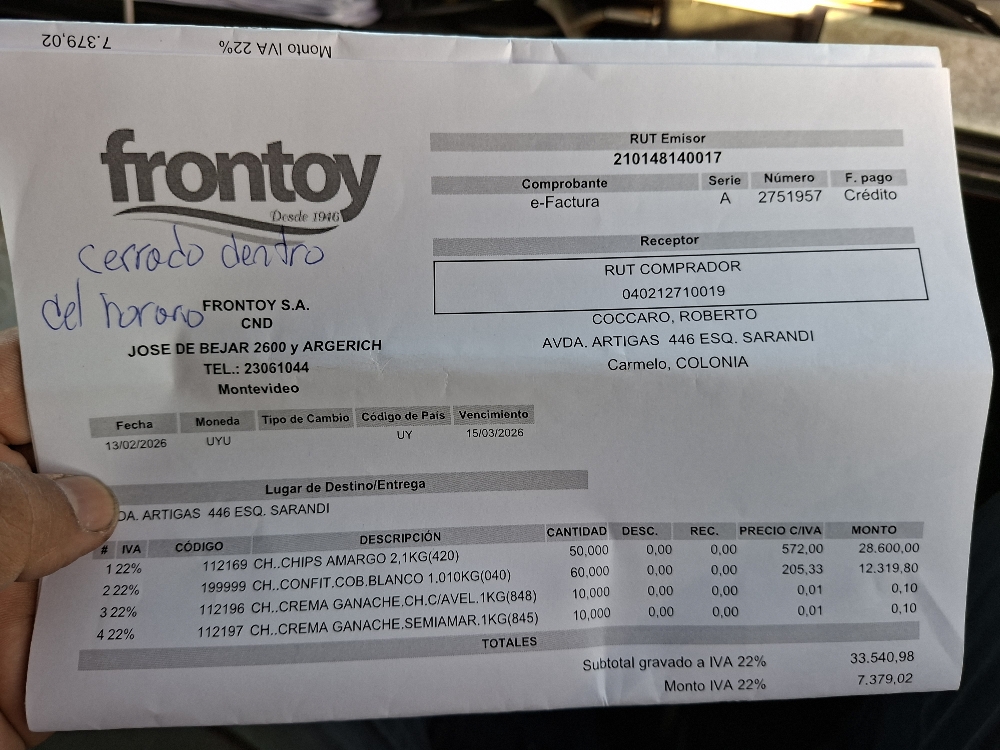 Monto IVA 22% 7.379,02
frontoy
Desde 1946
cerrado dentro
del horario
FRONTOY S.A.
CND
JOSE DE BEJAR 2600 y ARGERICH
TEL.: 23061044
Montevideo
RUT Emisor
210148140017
Comprobante Serie Número F. pago
e-Factura A 2751957 Crédito
Receptor
RUT COMPRADOR
040212710019
COCCARO, ROBERTO
AVDA. ARTIGAS 446 ESQ. SARANDI
Carmelo, COLONIA
Fecha Moneda Tipo de Cambio Código de País Vencimiento
13/02/2026 UYU UY 15/03/2026
Lugar de Destino/Entrega
DA. ARTIGAS 446 ESQ. SARANDI
# IVA CÓDIGO DESCRIPCIÓN CANTIDAD DESC. REC. PRECIO C/IVA MONTO
1 22% 112169 CH..CHIPS AMARGO 2,1KG(420) 50,000 0,00 0,00 572,00 28.600,00
2 22% 199999 CH..CONFIT.COB.BLANCO 1.010KG(040) 60,000 0,00 0,00 205,33 12.319,80
3 22% 112196 CH..CREMA GANACHE.CH.C/AVEL.1KG(848) 10,000 0,00 0,00 0,01 0,10
4 22% 112197 CH..CREMA GANACHE.SEMIAMAR.1KG(845) 10,000 0,00 0,00 0,01 0,10
TOTALES
Subtotal gravado a IVA 22% 33.540,98
Monto IVA 22% 7.379,02